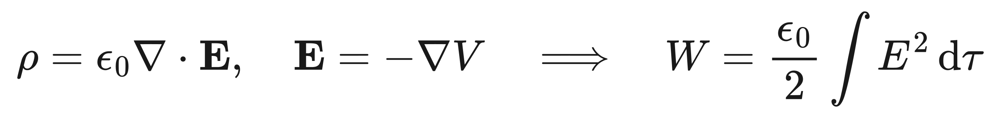 ρ = ϵ₀∇ · **E**, **E** = −∇V ⟹ W = ϵ₀/2 ∫ E² dτ